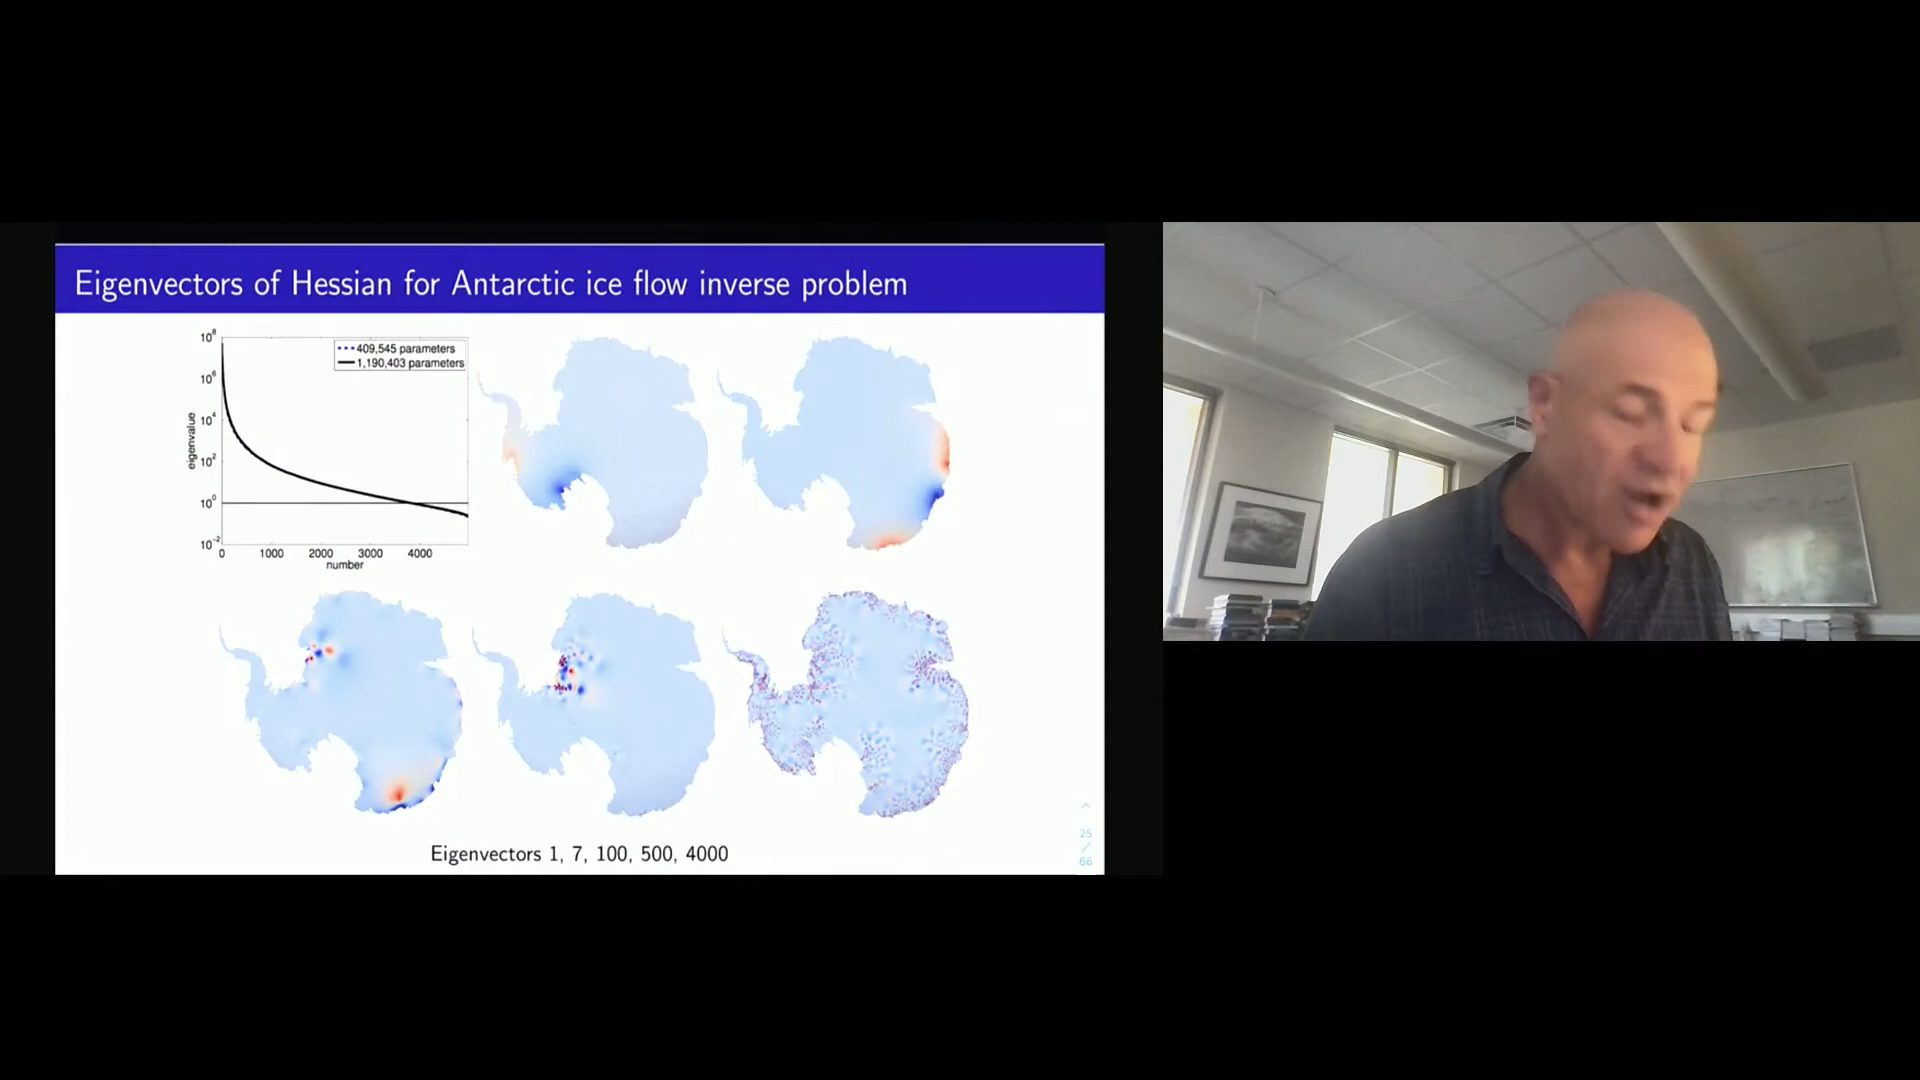 Eigenvectors of Hessian for Antarctic ice flow inverse problem
10^8
10^6
10^4
10^2
10^0
10^-2
eigenvalue
409,545 parameters
1,190,403 parameters
0 1000 2000 3000 4000
number
Eigenvectors 1, 7, 100, 500, 4000
25
/
66